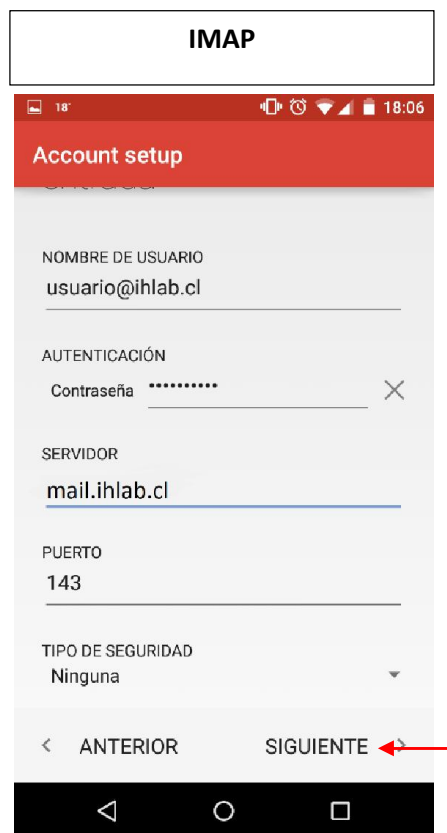 IMAP
18°
18:06
Account setup
NOMBRE DE USUARIO
usuario@ihlab.cl
AUTENTICACIÓN
Contraseña ••••••••••
SERVIDOR
mail.ihlab.cl
PUERTO
143
TIPO DE SEGURIDAD
Ninguna
ANTERIOR SIGUIENTE